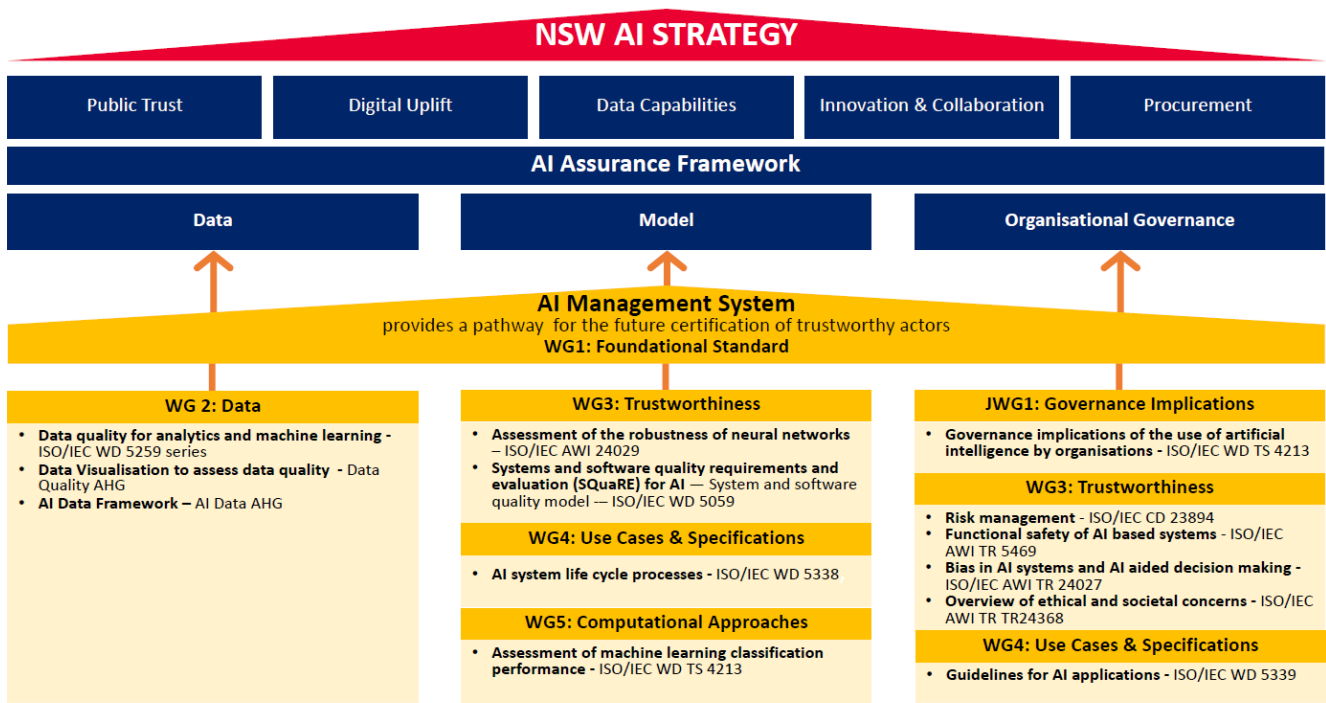 NSW AI STRATEGY
Public Trust
Digital Uplift
Data Capabilities
Innovation & Collaboration
Procurement
AI Assurance Framework
Data
Model
Organisational Governance
AI Management System
provides a pathway for the future certification of trustworthy actors
WG1: Foundational Standard
WG 2: Data
• Data quality for analytics and machine learning -
ISO/IEC WD 5259 series
• Data Visualisation to assess data quality - Data
Quality AHG
• AI Data Framework – AI Data AHG
WG3: Trustworthiness
• Assessment of the robustness of neural networks
– ISO/IEC AWI 24029
• Systems and software quality requirements and
evaluation (SQuaRE) for AI — System and software
quality model –- ISO/IEC WD 5059
WG4: Use Cases & Specifications
• AI system life cycle processes - ISO/IEC WD 5338
WG5: Computational Approaches
• Assessment of machine learning classification
performance - ISO/IEC WD TS 4213
JWG1: Governance Implications
• Governance implications of the use of artificial
intelligence by organisations - ISO/IEC WD TS 4213
WG3: Trustworthiness
• Risk management - ISO/IEC CD 23894
• Functional safety of AI based systems - ISO/IEC
AWI TR 5469
• Bias in AI systems and AI aided decision making -
ISO/IEC AWI TR 24027
• Overview of ethical and societal concerns - ISO/IEC
AWI TR TR24368
WG4: Use Cases & Specifications
• Guidelines for AI applications - ISO/IEC WD 5339